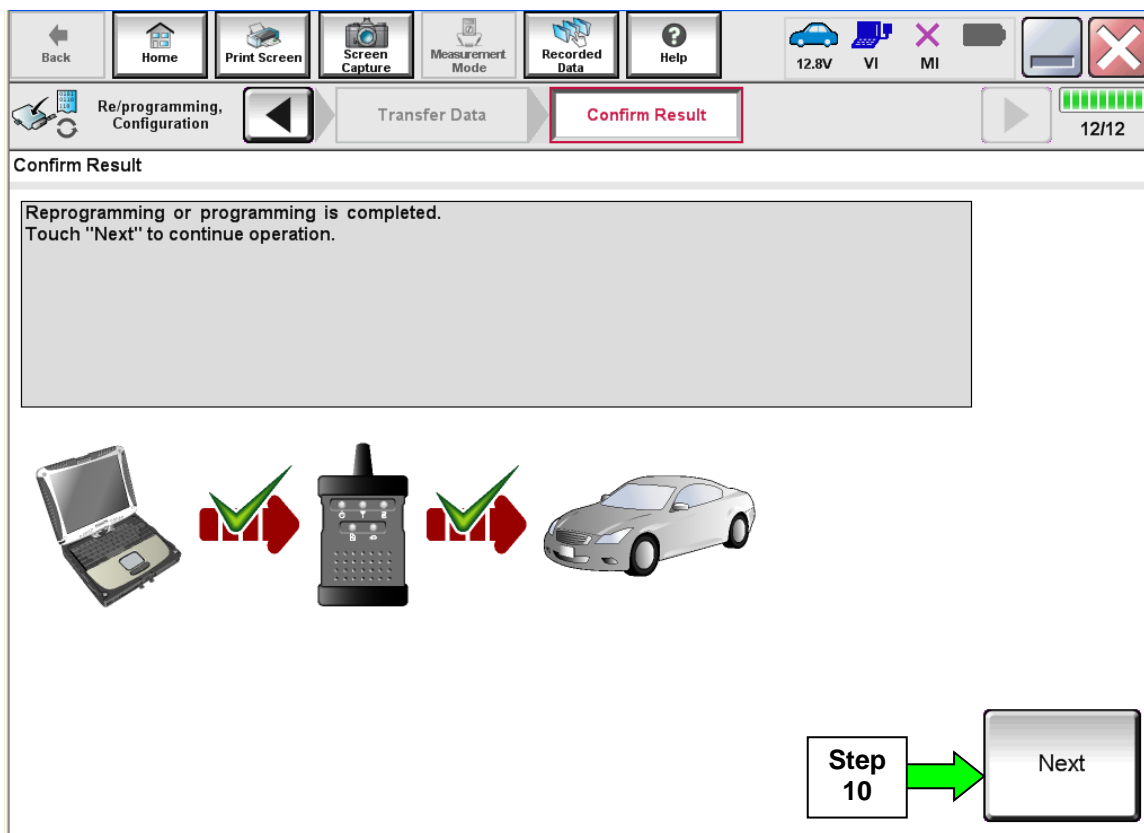 Back
Home
Print Screen
Screen
Capture
Measurement
Mode
Recorded
Data
Help
12.8V
VI
MI
Re/programming,
Configuration
Transfer Data
Confirm Result
12/12
Confirm Result
Reprogramming or programming is completed.
Touch "Next" to continue operation.
Step
10
Next